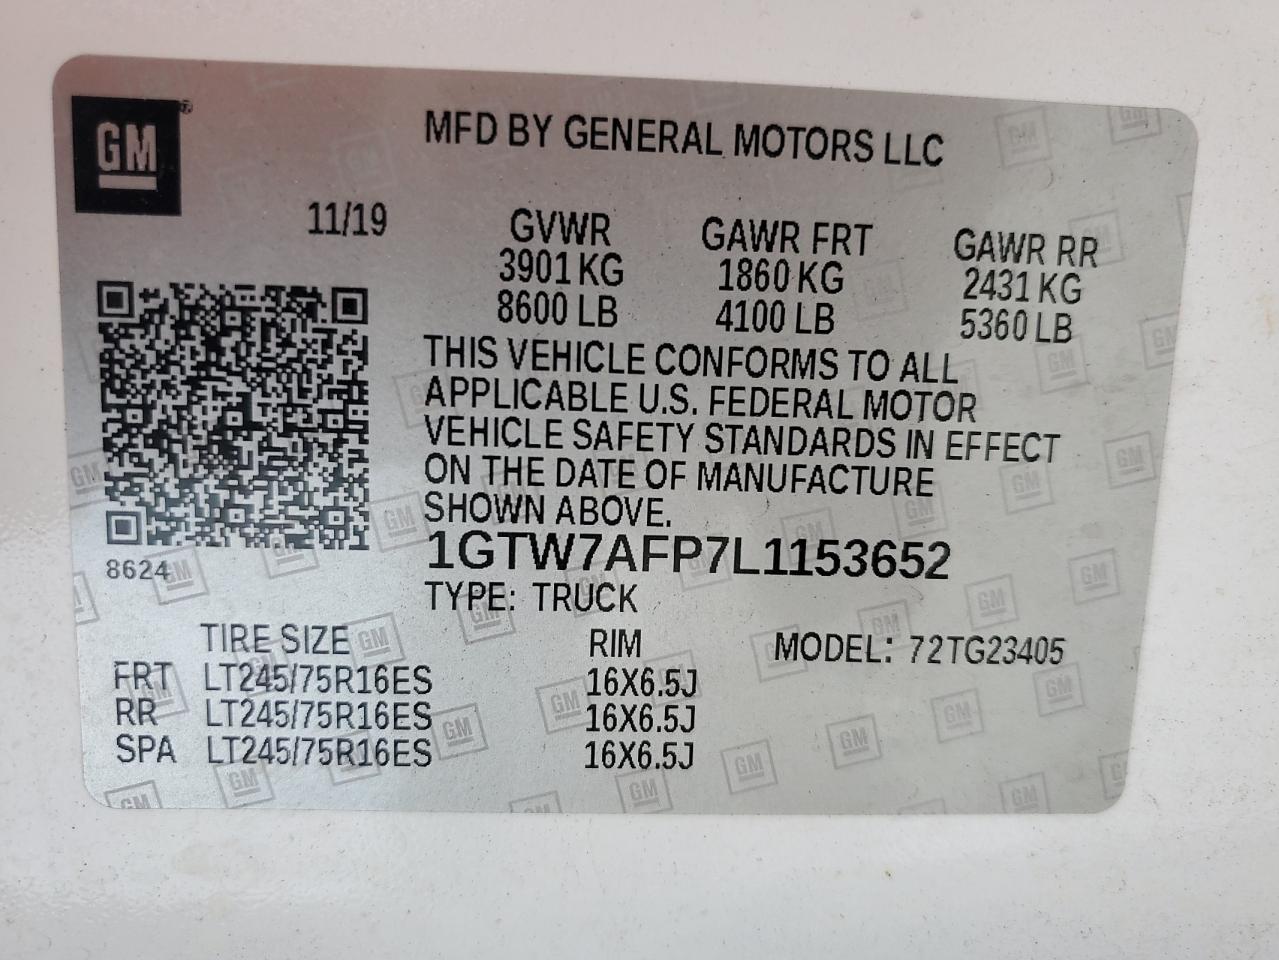 GM®
MFD BY GENERAL MOTORS LLC
11/19
GVWR GAWR FRT GAWR RR
3901 KG 1860 KG 2431 KG
8600 LB 4100 LB 5360 LB
THIS VEHICLE CONFORMS TO ALL
APPLICABLE U.S. FEDERAL MOTOR
VEHICLE SAFETY STANDARDS IN EFFECT
ON THE DATE OF MANUFACTURE
SHOWN ABOVE.
8624
1GTW7AFP7L1153652
TYPE: TRUCK
TIRE SIZE RIM MODEL: 72TG23405
FRT LT245/75R16ES 16X6.5J
RR LT245/75R16ES 16X6.5J
SPA LT245/75R16ES 16X6.5J